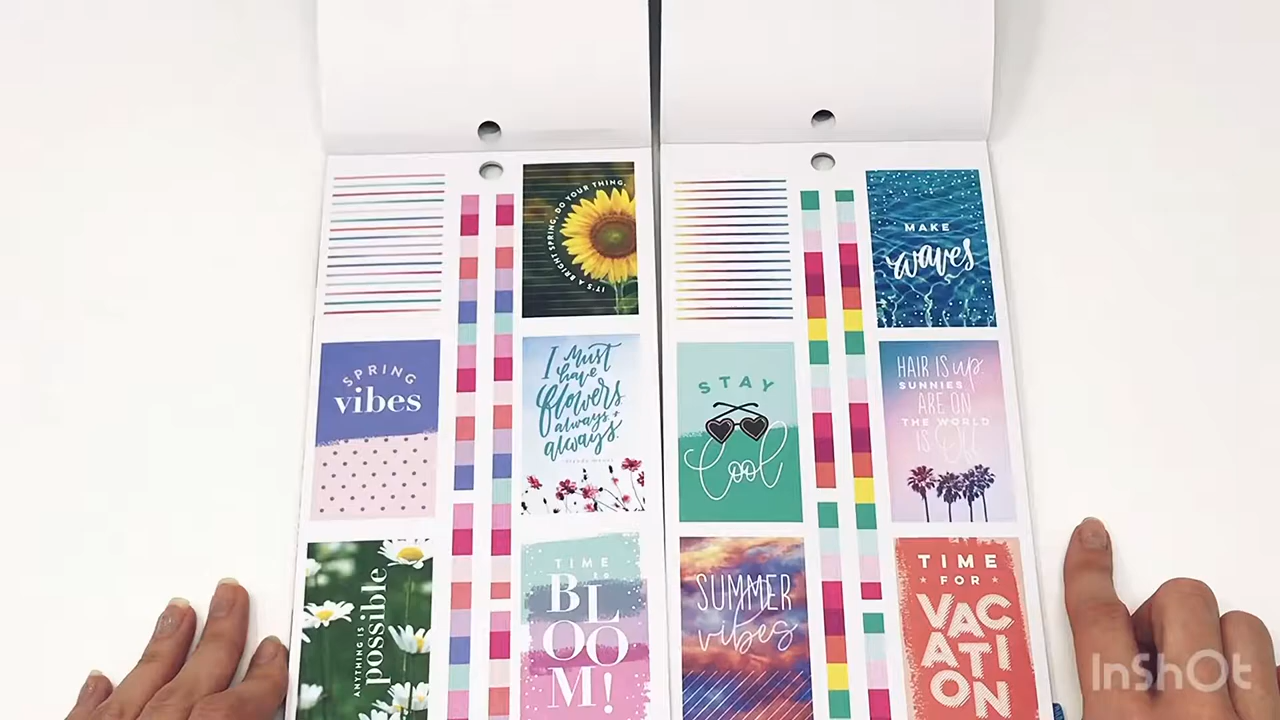 IT'S A BRIGHT SPRING. DO YOUR THING.
SPRING
vibes
I Must
have
flowers
always +
always.
ANYTHING IS
possible
TIME
BL
OO
M!
MAKE
waves
STAY
Cool
HAIR IS up.
SUNNIES
ARE ON
THE WORLD
IS
SUMMER
vibes
TIME
FOR
VAC
ATI
ON
InShOt